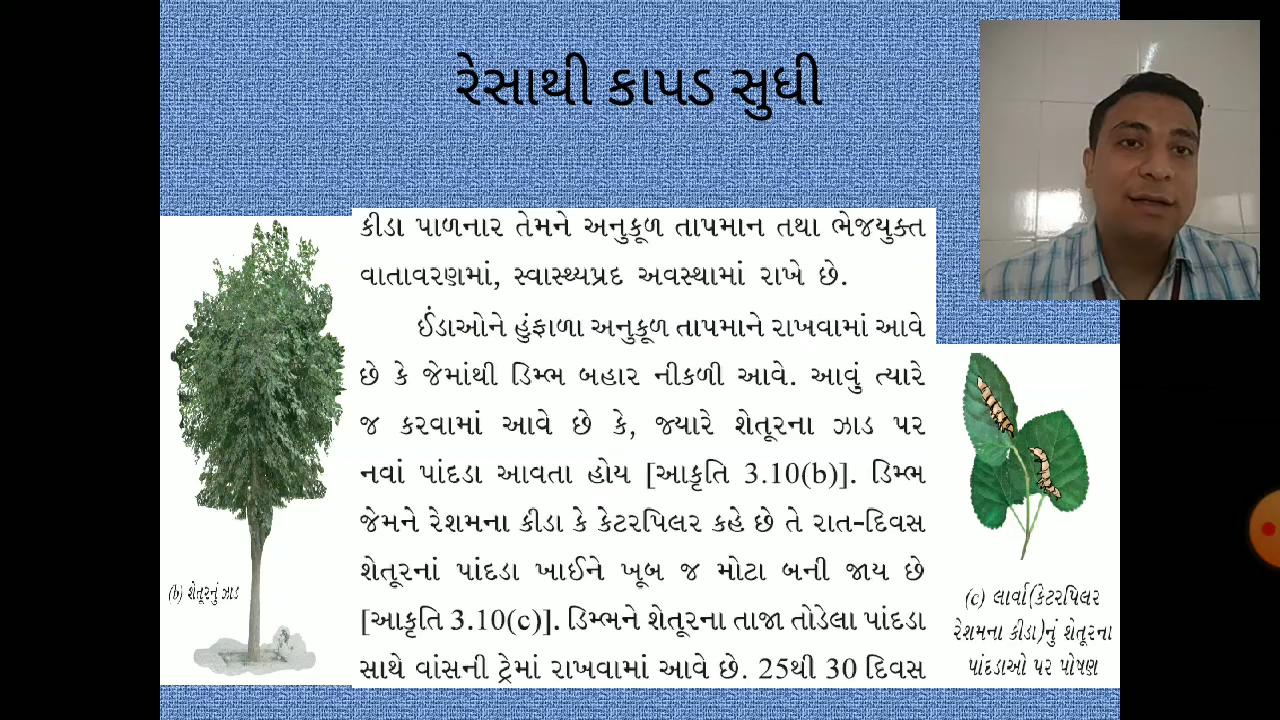 રેસાથી કાપડ સુધી
કીડા પાળનાર તેમને અનુકૂળ તાપમાન તથા ભેજયુક્ત
વાતાવરણમાં, સ્વાસ્થ્યપ્રદ અવસ્થામાં રાખે છે.
ઈંડાઓને હુંફાળા અનુકૂળ તાપમાને રાખવામાં આવે
છે કે જેમાંથી ડિમ્ભ બહાર નીકળી આવે. આવું ત્યારે
જ કરવામાં આવે છે કે, જ્યારે શેતૂરના ઝાડ પર
નવાં પાંદડા આવતા હોય [આકૃતિ 3.10(b)]. ડિમ્ભ
જેમને રેશમના કીડા કે કેટરપિલર કહે છે તે રાત-દિવસ
શેતૂરનાં પાંદડા ખાઈને ખૂબ જ મોટા બની જાય છે
[આકૃતિ 3.10(c)]. ડિમ્ભને શેતૂરના તાજા તોડેલા પાંદડા
સાથે વાંસની ટ્રેમાં રાખવામાં આવે છે. 25થી 30 દિવસ
(b) શેતૂરનું ઝાડ
(c) લાર્વા(કેટરપિલર
રેશમના કીડા)નું શેતૂરના
પાંદડાઓ પર પોષણ